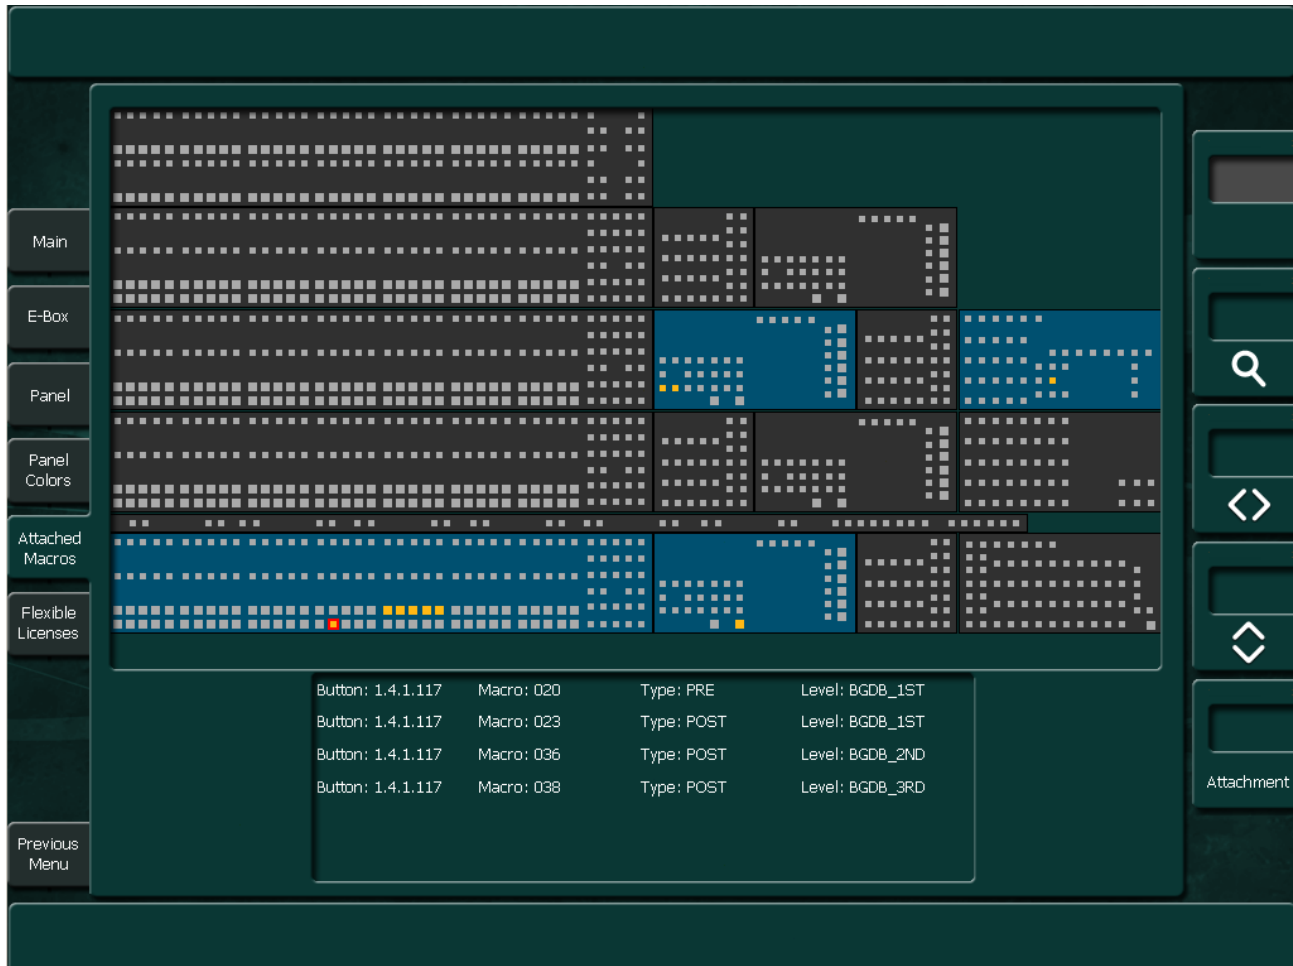 Main
E-Box
Panel
Panel
Colors
Attached
Macros
Flexible
Licenses
Previous
Menu
Button: 1.4.1.117 Macro: 020 Type: PRE Level: BGDB_1ST
Button: 1.4.1.117 Macro: 023 Type: POST Level: BGDB_1ST
Button: 1.4.1.117 Macro: 036 Type: POST Level: BGDB_2ND
Button: 1.4.1.117 Macro: 038 Type: POST Level: BGDB_3RD
Attachment